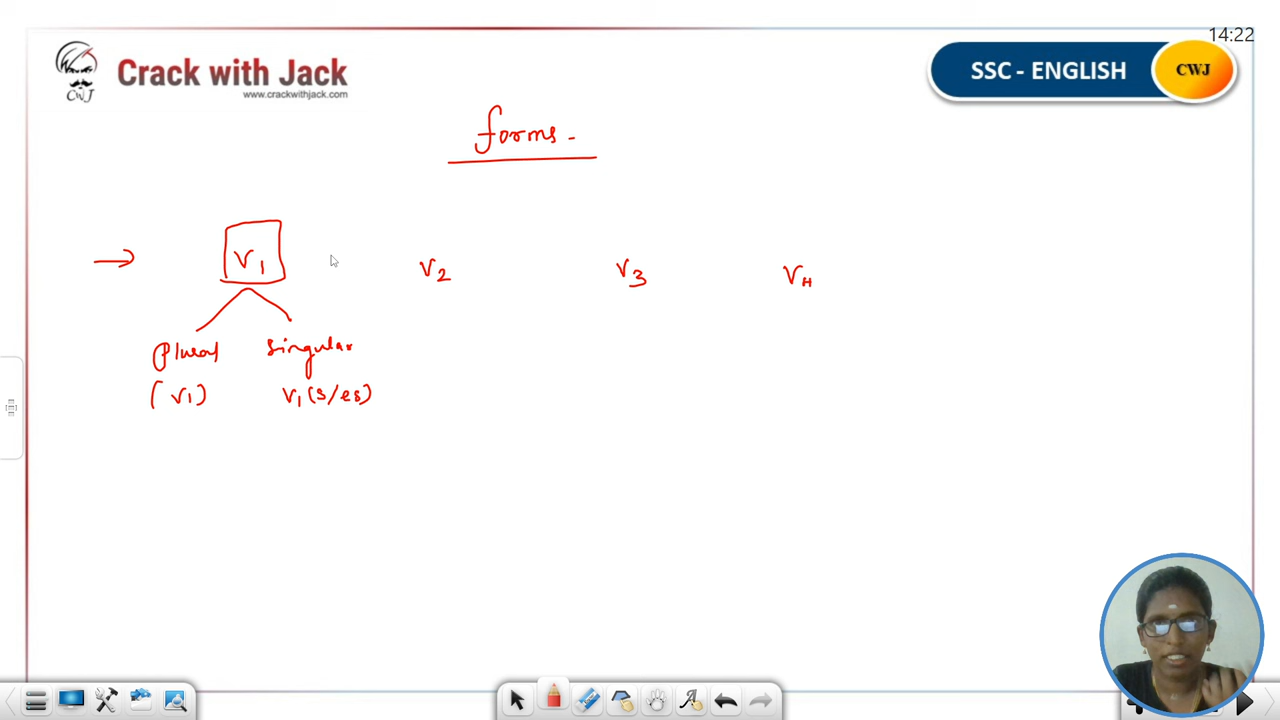 14:22
Crack with Jack
www.crackwithjack.com
CWJ
SSC - ENGLISH
CWJ
forms.
→ V1 V2 V3 V4
Plural Singular
(V1) V1(s/es)